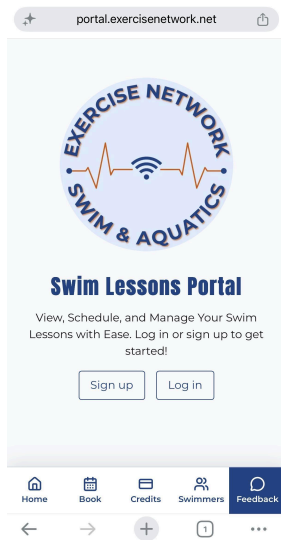 portal.exercisenetwork.net
EXERCISE NETWORK
SWIM & AQUATICS
Swim Lessons Portal
View, Schedule, and Manage Your Swim
Lessons with Ease. Log in or sign up to get
started!
Sign up Log in
Home Book Credits Swimmers Feedback
1